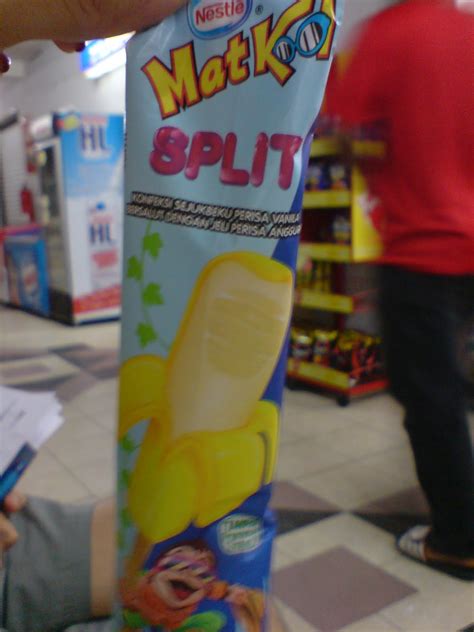 Nestlé
MatKool
SPLIT
KONFEKSI SEJUKBEKU PERISA VANILA
BERSALUT DENGAN JELI PERISA ANGGUR
HL
HL